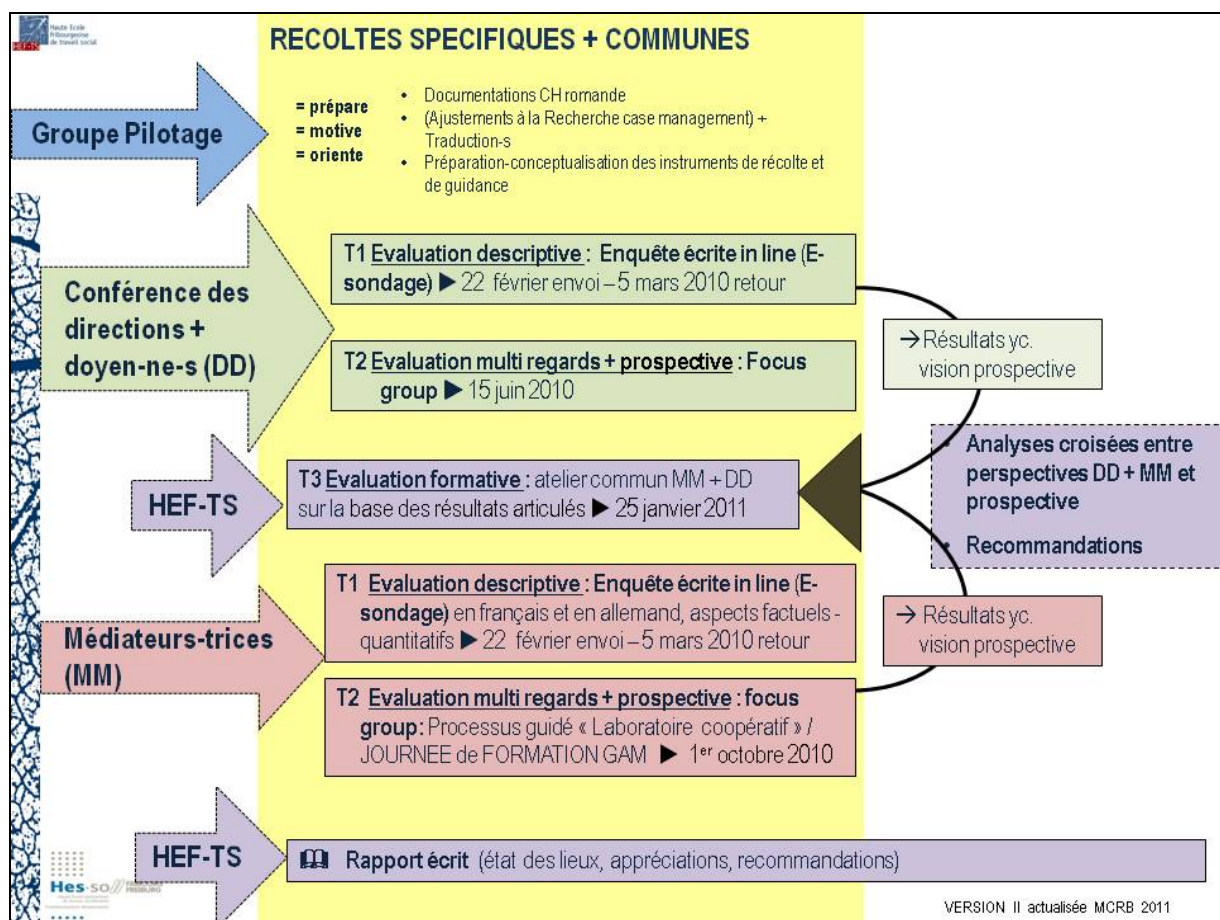 Haute Ecole
fribourgeoise
de travail social
HEF-TS
RECOLTES SPECIFIQUES + COMMUNES
Groupe Pilotage
= prépare
= motive
= oriente
• Documentations CH romande
• (Ajustements à la Recherche case management) +
Traduction-s
• Préparation-conceptualisation des instruments de récolte et
de guidance
Conférence des
directions +
doyen-ne-s (DD)
T1 Evaluation descriptive : Enquête écrite in line (E-
sondage) ▶ 22 février envoi – 5 mars 2010 retour
T2 Evaluation multi regards + prospective : Focus
group ▶ 15 juin 2010
→ Résultats yc.
vision prospective
HEF-TS
T3 Evaluation formative : atelier commun MM + DD
sur la base des résultats articulés ▶ 25 janvier 2011
• Analyses croisées entre
perspectives DD + MM et
prospective
• Recommandations
Médiateurs-trices
(MM)
T1 Evaluation descriptive : Enquête écrite in line (E-
sondage) en français et en allemand, aspects factuels -
quantitatifs ▶ 22 février envoi – 5 mars 2010 retour
T2 Evaluation multi regards + prospective : focus
group: Processus guidé « Laboratoire coopératif » /
JOURNEE de FORMATION GAM ▶ 1er octobre 2010
→ Résultats yc.
vision prospective
HEF-TS
Rapport écrit (état des lieux, appréciations, recommandations)
Hes·so// FREIBURG
VERSION II actualisée MCRB 2011